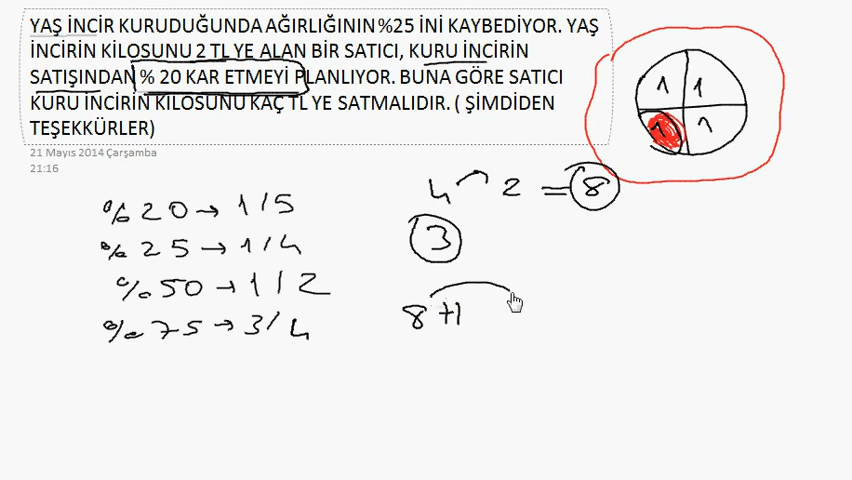 YAŞ İNCİR KURUDUĞUNDA AĞIRLIĞININ %25 İNİ KAYBEDİYOR. YAŞ
İNCİRİN KİLOSUNU 2 TL YE ALAN BİR SATICI, KURU İNCİRİN
SATIŞINDAN % 20 KAR ETMEYİ PLANLIYOR. BUNA GÖRE SATICI
KURU İNCİRİN KİLOSUNU KAÇ TL YE SATMALIDIR. ( ŞİMDİDEN
TEŞEKKÜRLER)
21 Mayıs 2014 Çarşamba
21:16
1 1
1 1
4 2 = 8
3
8 + 1
%20 → 1/5
%25 → 1/4
%50 → 1/2
%75 → 3/4